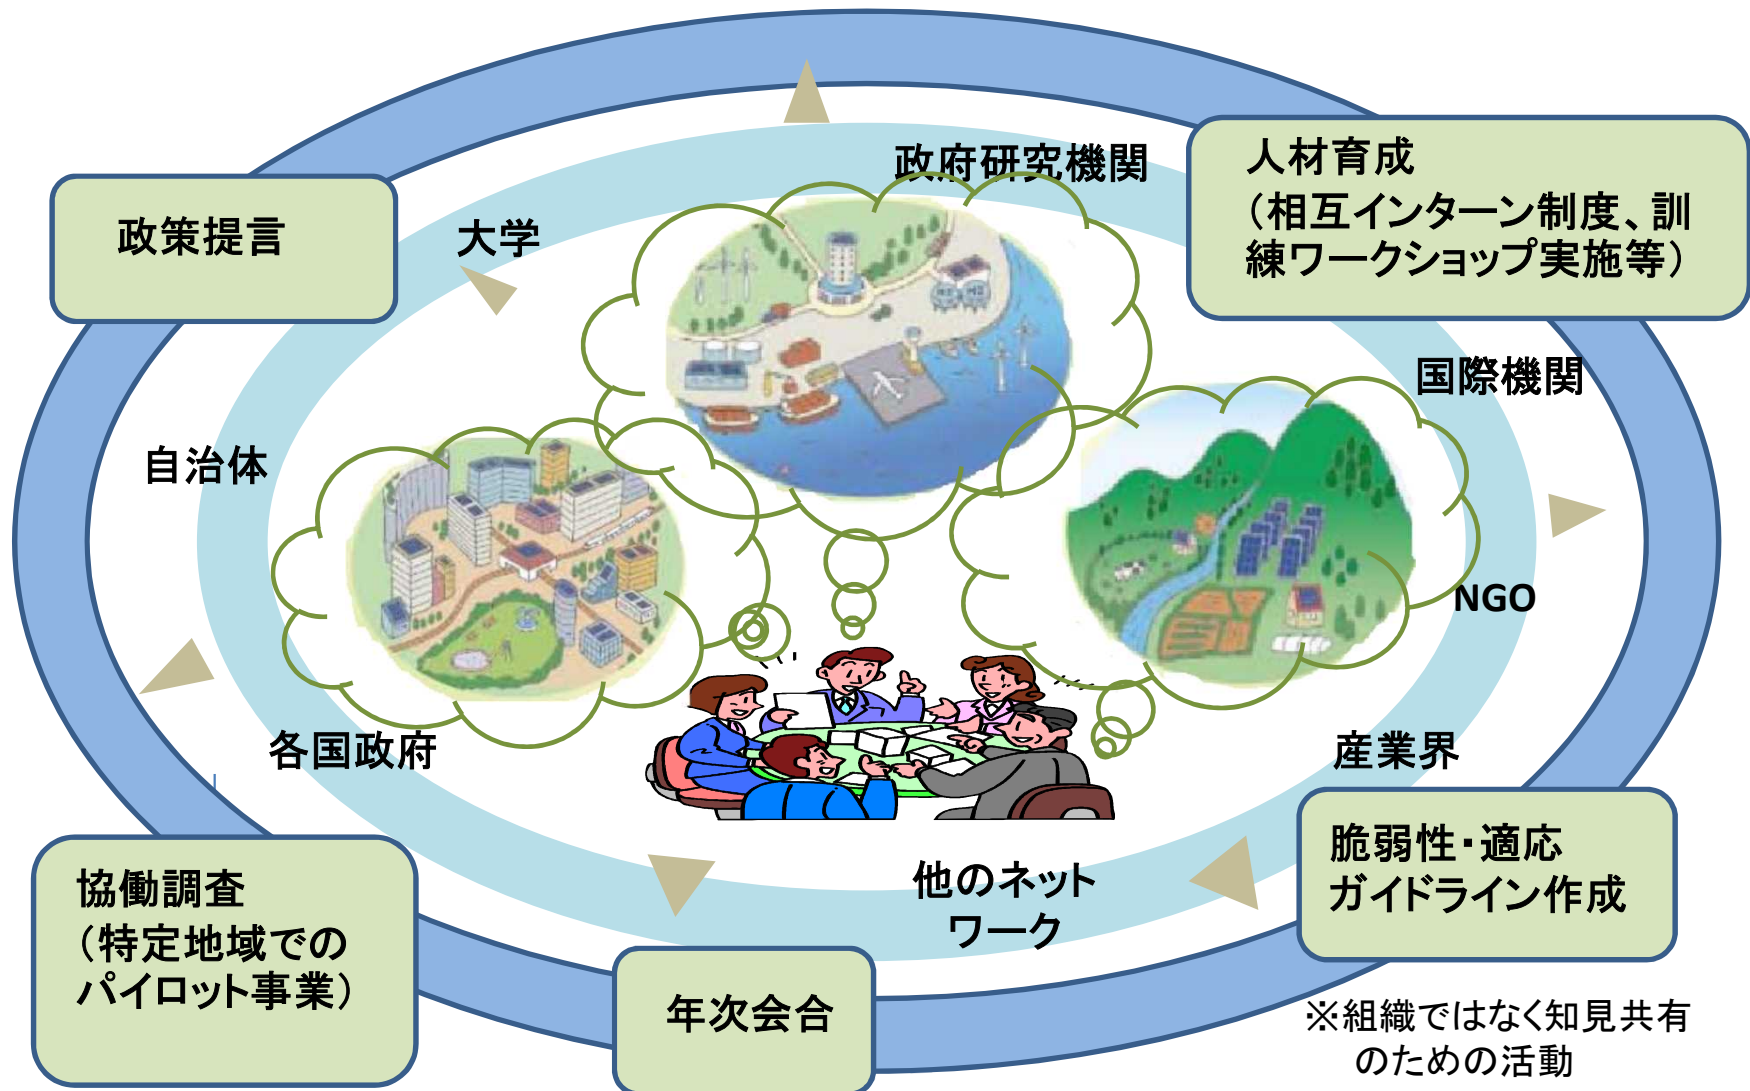 政府研究機関
人材育成
（相互インターン制度、訓
練ワークショップ実施等）
政策提言
大学
国際機関
自治体
NGO
各国政府
産業界
脆弱性・適応
ガイドライン作成
他のネット
ワーク
協働調査
（特定地域での
パイロット事業）
年次会合
※組織ではなく知見共有
のための活動